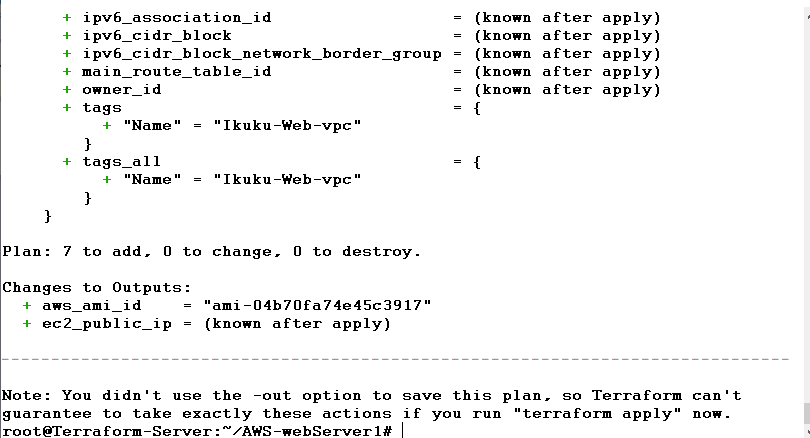 + ipv6_association_id = (known after apply)
+ ipv6_cidr_block = (known after apply)
+ ipv6_cidr_block_network_border_group = (known after apply)
+ main_route_table_id = (known after apply)
+ owner_id = (known after apply)
+ tags = {
+ "Name" = "Ikuku-Web-vpc"
}
+ tags_all = {
+ "Name" = "Ikuku-Web-vpc"
}
}
Plan: 7 to add, 0 to change, 0 to destroy.
Changes to Outputs:
+ aws_ami_id = "ami-04b70fa74e45c3917"
+ ec2_public_ip = (known after apply)
Note: You didn't use the -out option to save this plan, so Terraform can't
guarantee to take exactly these actions if you run "terraform apply" now.
root@Terraform-Server:~/AWS-webServer1#